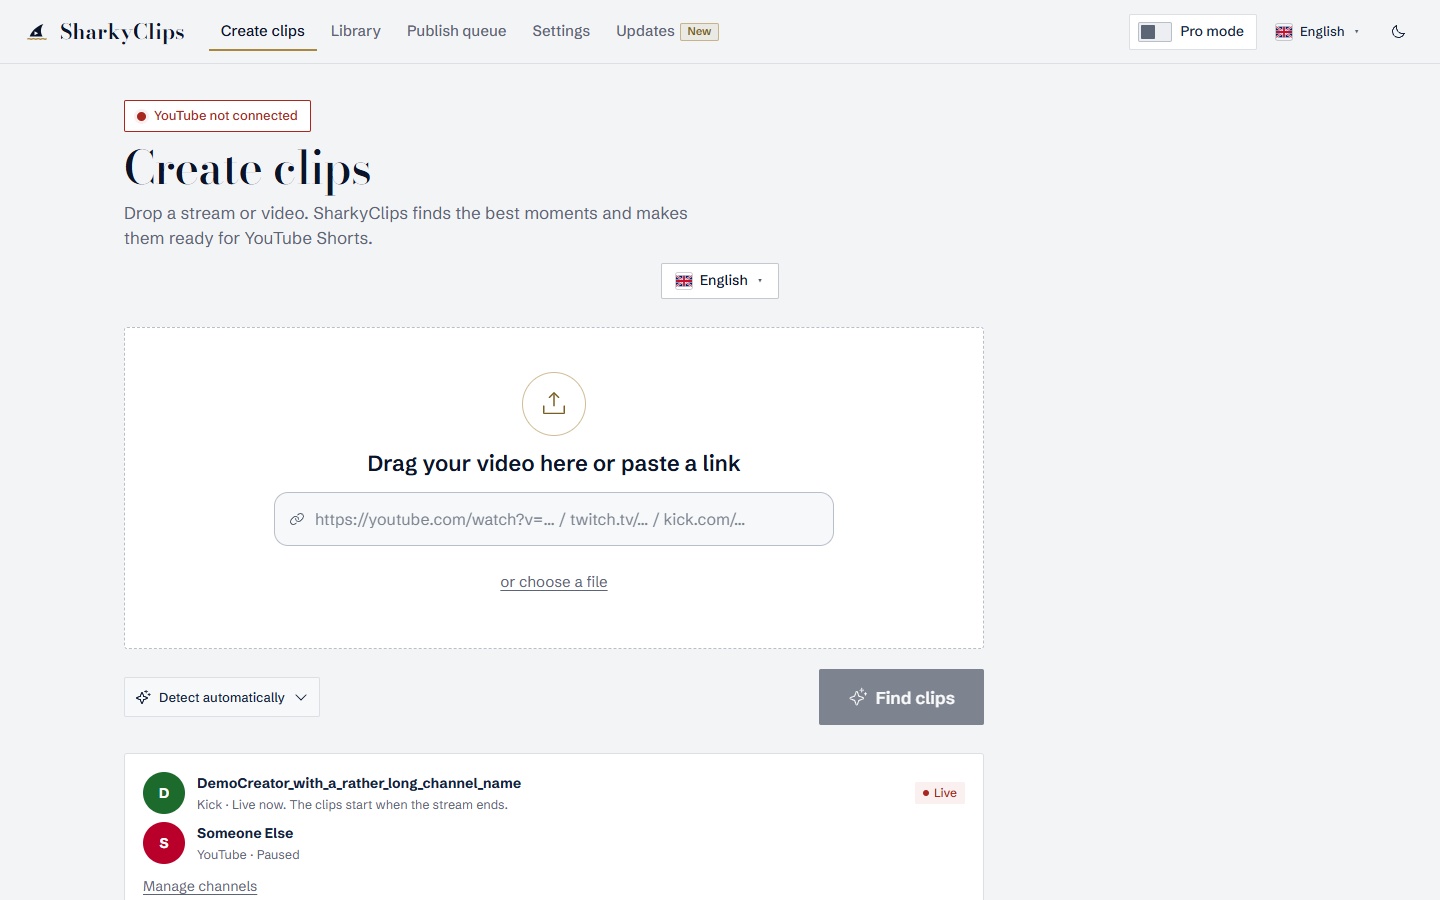 SharkyClips
Create clips
Library
Publish queue
Settings
Updates New
Pro mode
English
YouTube not connected
Create clips
Drop a stream or video. SharkyClips finds the best moments and makes
them ready for YouTube Shorts.
English
Drag your video here or paste a link
https://youtube.com/watch?v=... / twitch.tv/... / kick.com/...
or choose a file
Detect automatically
Find clips
D
DemoCreator_with_a_rather_long_channel_name
Kick · Live now. The clips start when the stream ends.
Live
S
Someone Else
YouTube · Paused
Manage channels